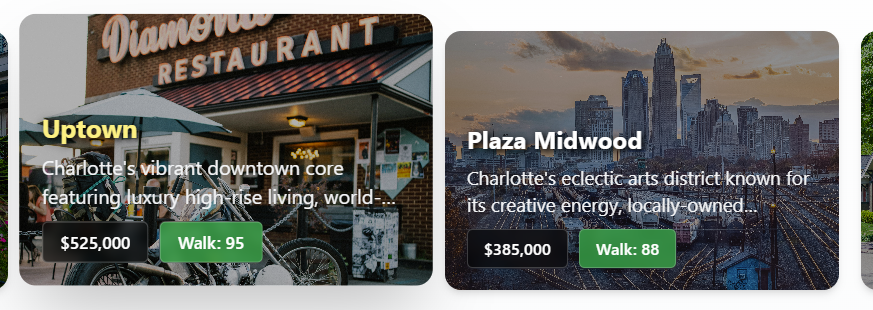 Diamond
RESTAURANT
Uptown
Charlotte's vibrant downtown core
featuring luxury high-rise living, world-...
$525,000
Walk: 95
Plaza Midwood
Charlotte's eclectic arts district known for
its creative energy, locally-owned...
$385,000
Walk: 88